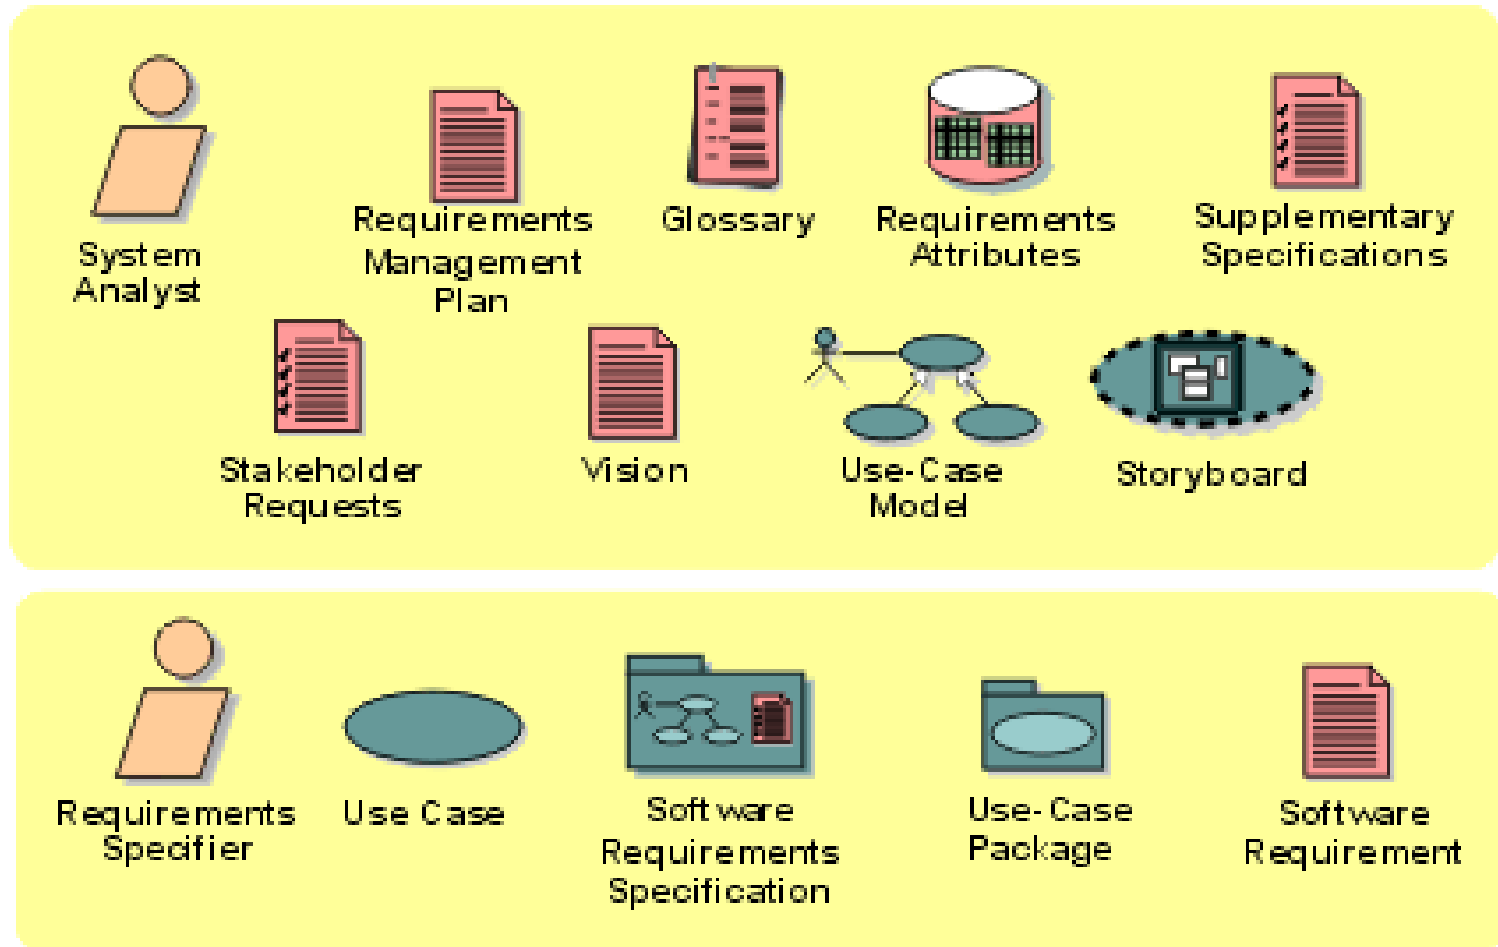 System
Analyst
Requirements
Management
Plan
Glossary
Requirements
Attributes
Supplementary
Specifications
Stakeholder
Requests
Vision
Use-Case
Model
Storyboard
Requirements
Specifier
Use Case
Software
Requirements
Specification
Use-Case
Package
Software
Requirement